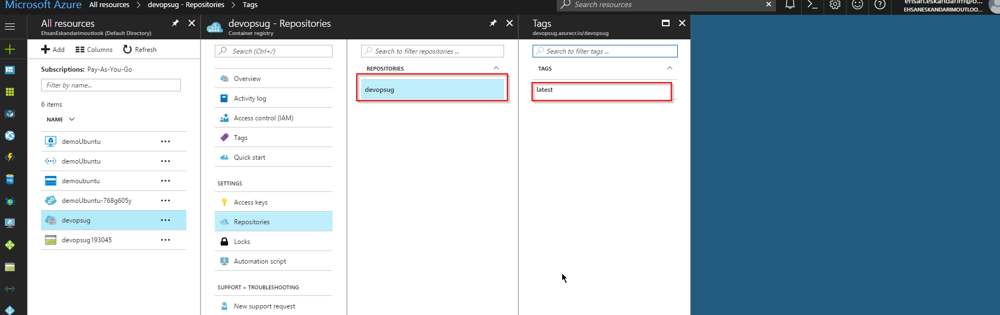 Microsoft Azure All resources > devopsug - Repositories > Tags
Search resources
ehsan.eskandarim@o...
EHSANESKANDARIMOUTLOO...
All resources
EhsanEskandarimoutlook (Default Directory)
Add Columns Refresh
Subscriptions: Pay-As-You-Go
Filter by name...
6 items
NAME
demoUbuntu
demoUbuntu
demoubuntu
demoUbuntu-768g605y
devopsug
devopsug193045
devopsug - Repositories
Container registry
Search (Ctrl+/)
Overview
Activity log
Access control (IAM)
Tags
Quick start
SETTINGS
Access keys
Repositories
Locks
Automation script
SUPPORT + TROUBLESHOOTING
New support request
Search to filter repositories ...
REPOSITORIES
devopsug
Tags
devopsug.azurecr.io/devopsug
Search to filter tags ...
TAGS
latest
SQL